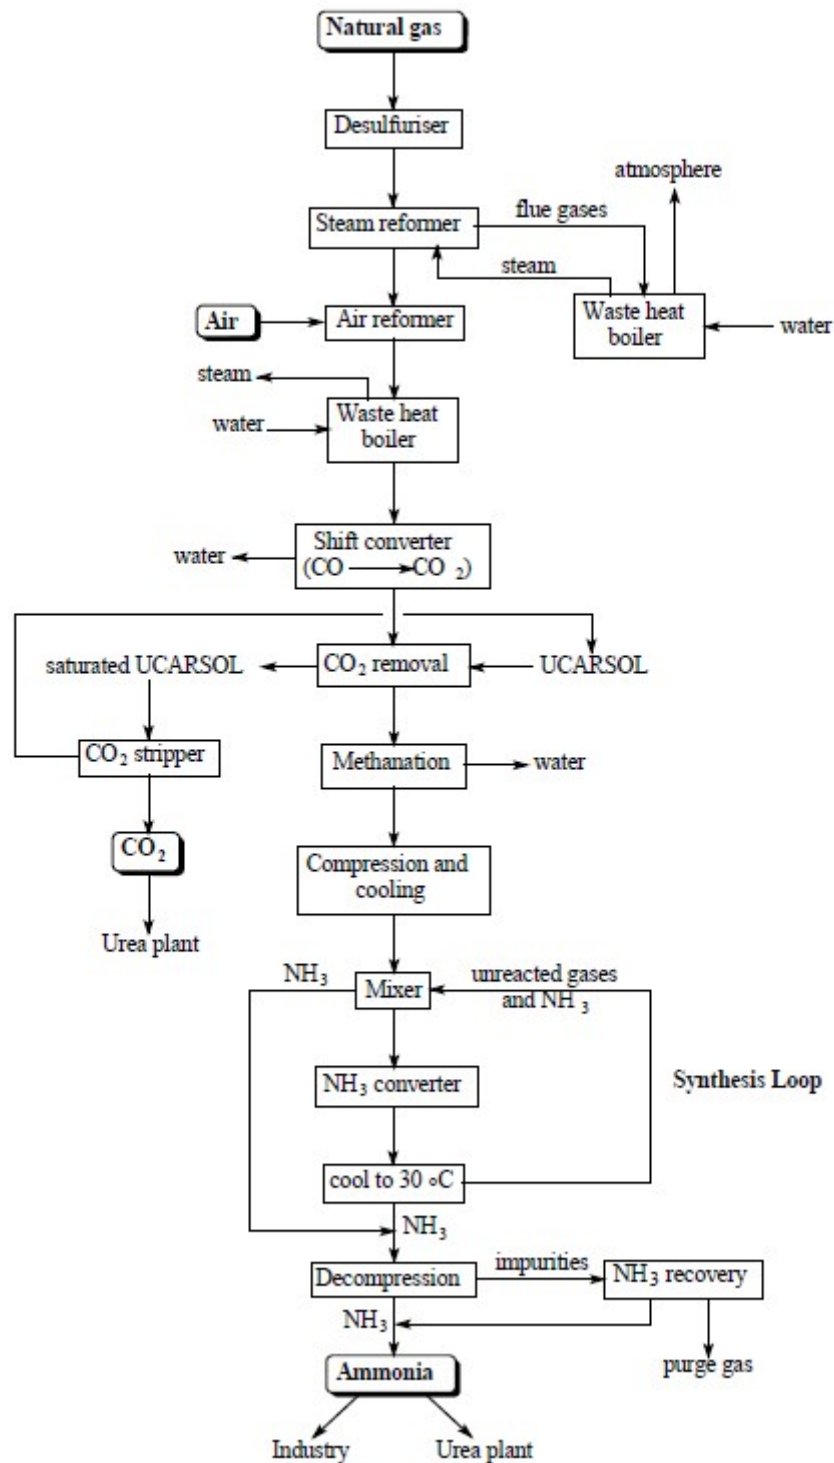 Natural gas
Desulfuriser
atmosphere
Steam reformer
flue gases
steam
Air
Air reformer
Waste heat
boiler
water
steam
water
Waste heat
boiler
Shift converter
(CO → CO 2)
water
saturated UCARSOL
CO2 removal
UCARSOL
CO2 stripper
Methanation
water
CO2
Compression and
cooling
Urea plant
NH3
Mixer
unreacted gases
and NH 3
NH3 converter
Synthesis Loop
cool to 30 °C
NH3
Decompression
impurities
NH3 recovery
NH3
purge gas
Ammonia
Industry
Urea plant